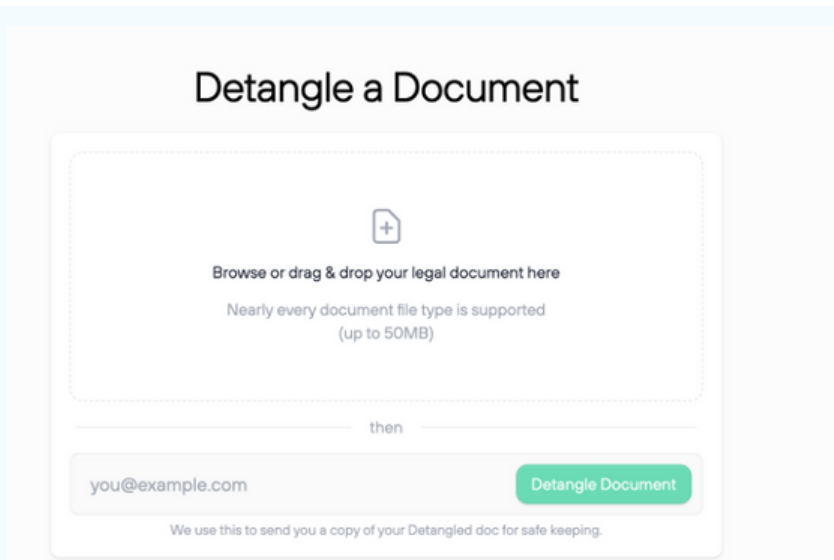 Detangle a Document
Browse or drag & drop your legal document here
Nearly every document file type is supported
(up to 50MB)
then
you@example.com
Detangle Document
We use this to send you a copy of your Detangled doc for safe keeping.